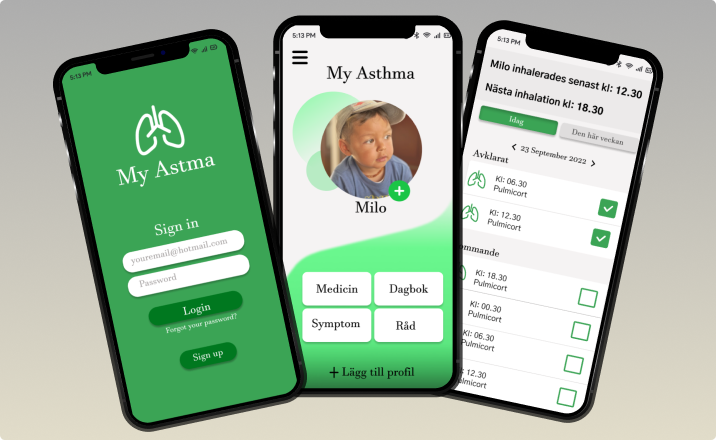 5:13 PM
My Astma
Sign in
youremail@hotmail.com
Password
Login
Forgot your password?
Sign up
5:13 PM
My Asthma
Milo
Medicin
Dagbok
Symptom
Råd
+ Lägg till profil
5:13 PM
Milo inhalerades senast kl: 12.30
Nästa inhalation kl: 18.30
Idag
Den här veckan
< 23 September 2022 >
Avklarat
Kl: 06.30
Pulmicort
Kl: 12.30
Pulmicort
ommande
Kl: 18.30
Pulmicort
Kl: 00.30
Pulmicort
Kl: 06.30
Pulmicort
: 12.30
Pulmicort